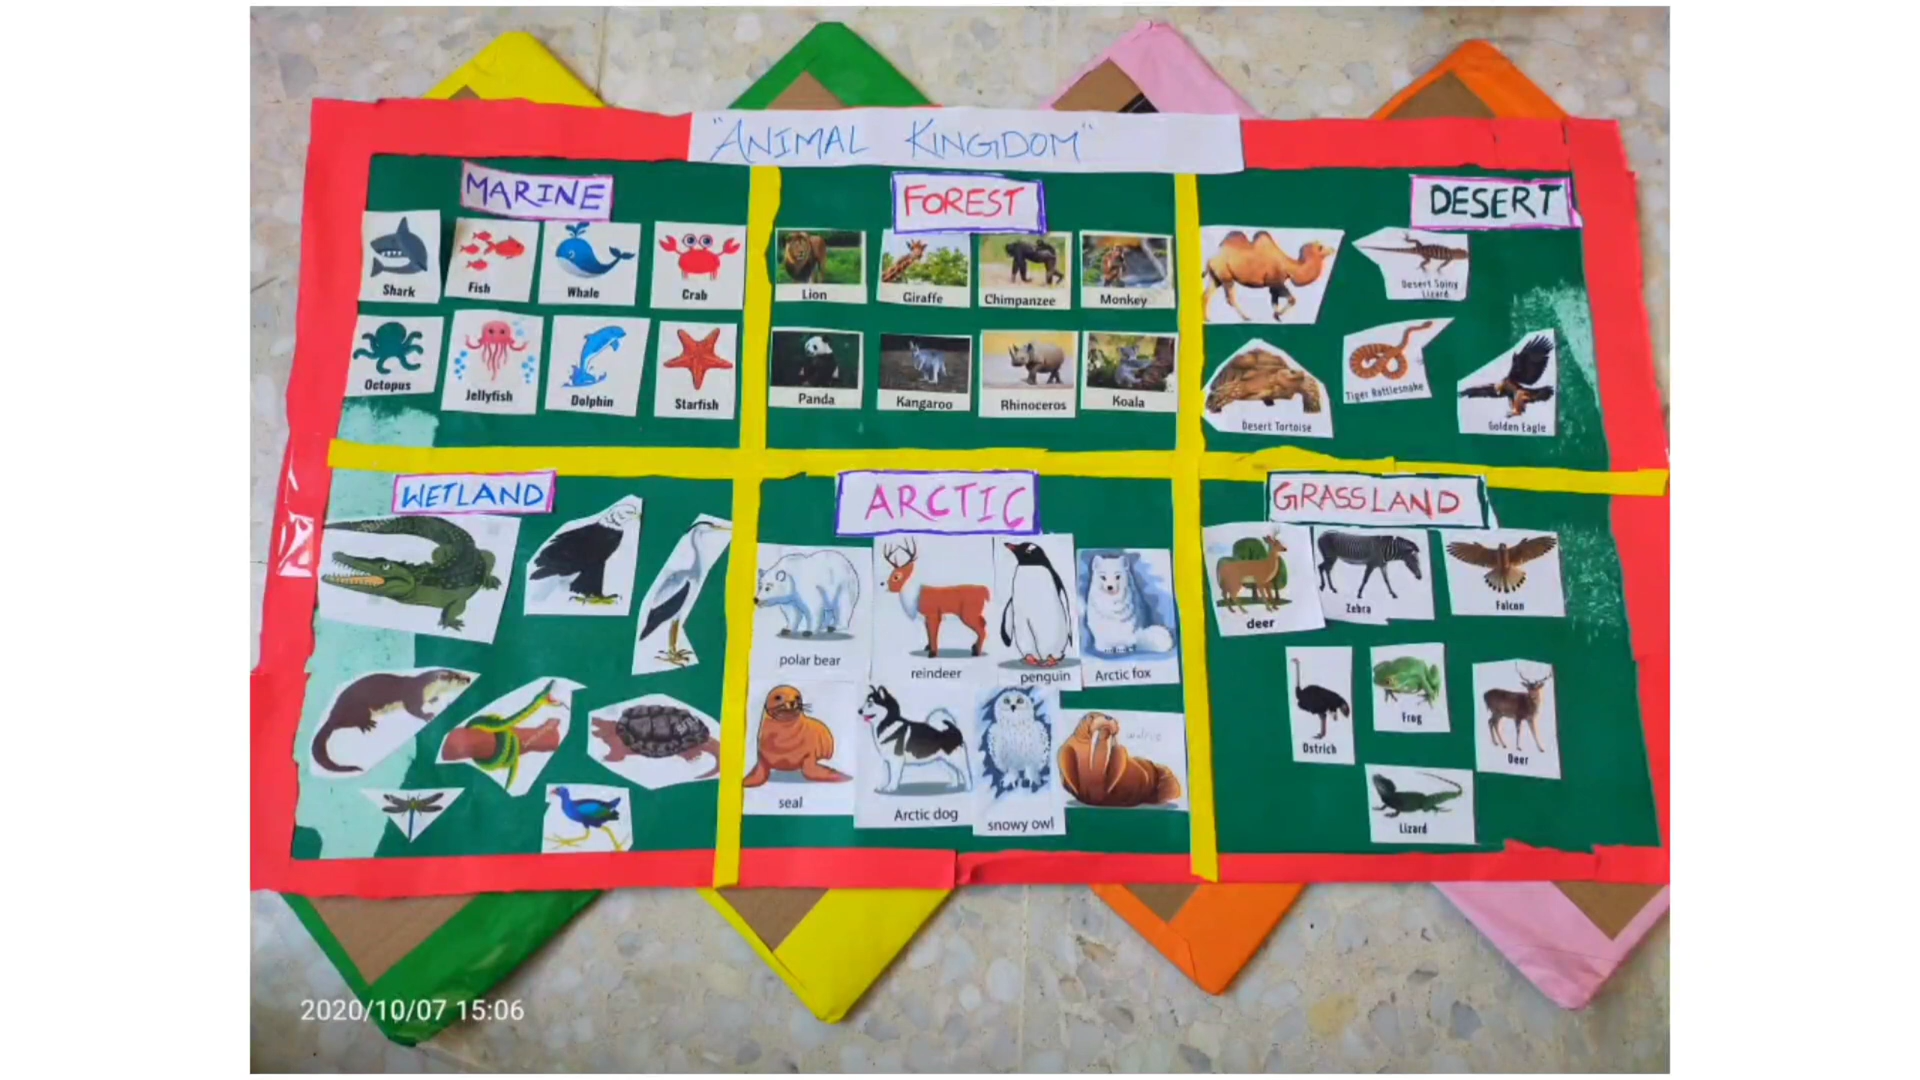 "ANIMAL KINGDOM"
MARINE
Shark
Fish
Whale
Crab
Octopus
Jellyfish
Dolphin
Starfish
FOREST
Lion
Giraffe
Chimpanzee
Monkey
Panda
Kangaroo
Rhinoceros
Koala
DESERT
Desert Spiny
Lizard
Desert Tortoise
Tiger Rattlesnake
Golden Eagle
WETLAND
ARCTIC
polar bear
reindeer
penguin
Arctic fox
seal
Arctic dog
snowy owl
GRASSLAND
deer
Zebra
Falcon
Ostrich
Frog
Deer
Lizard
2020/10/07 15:06